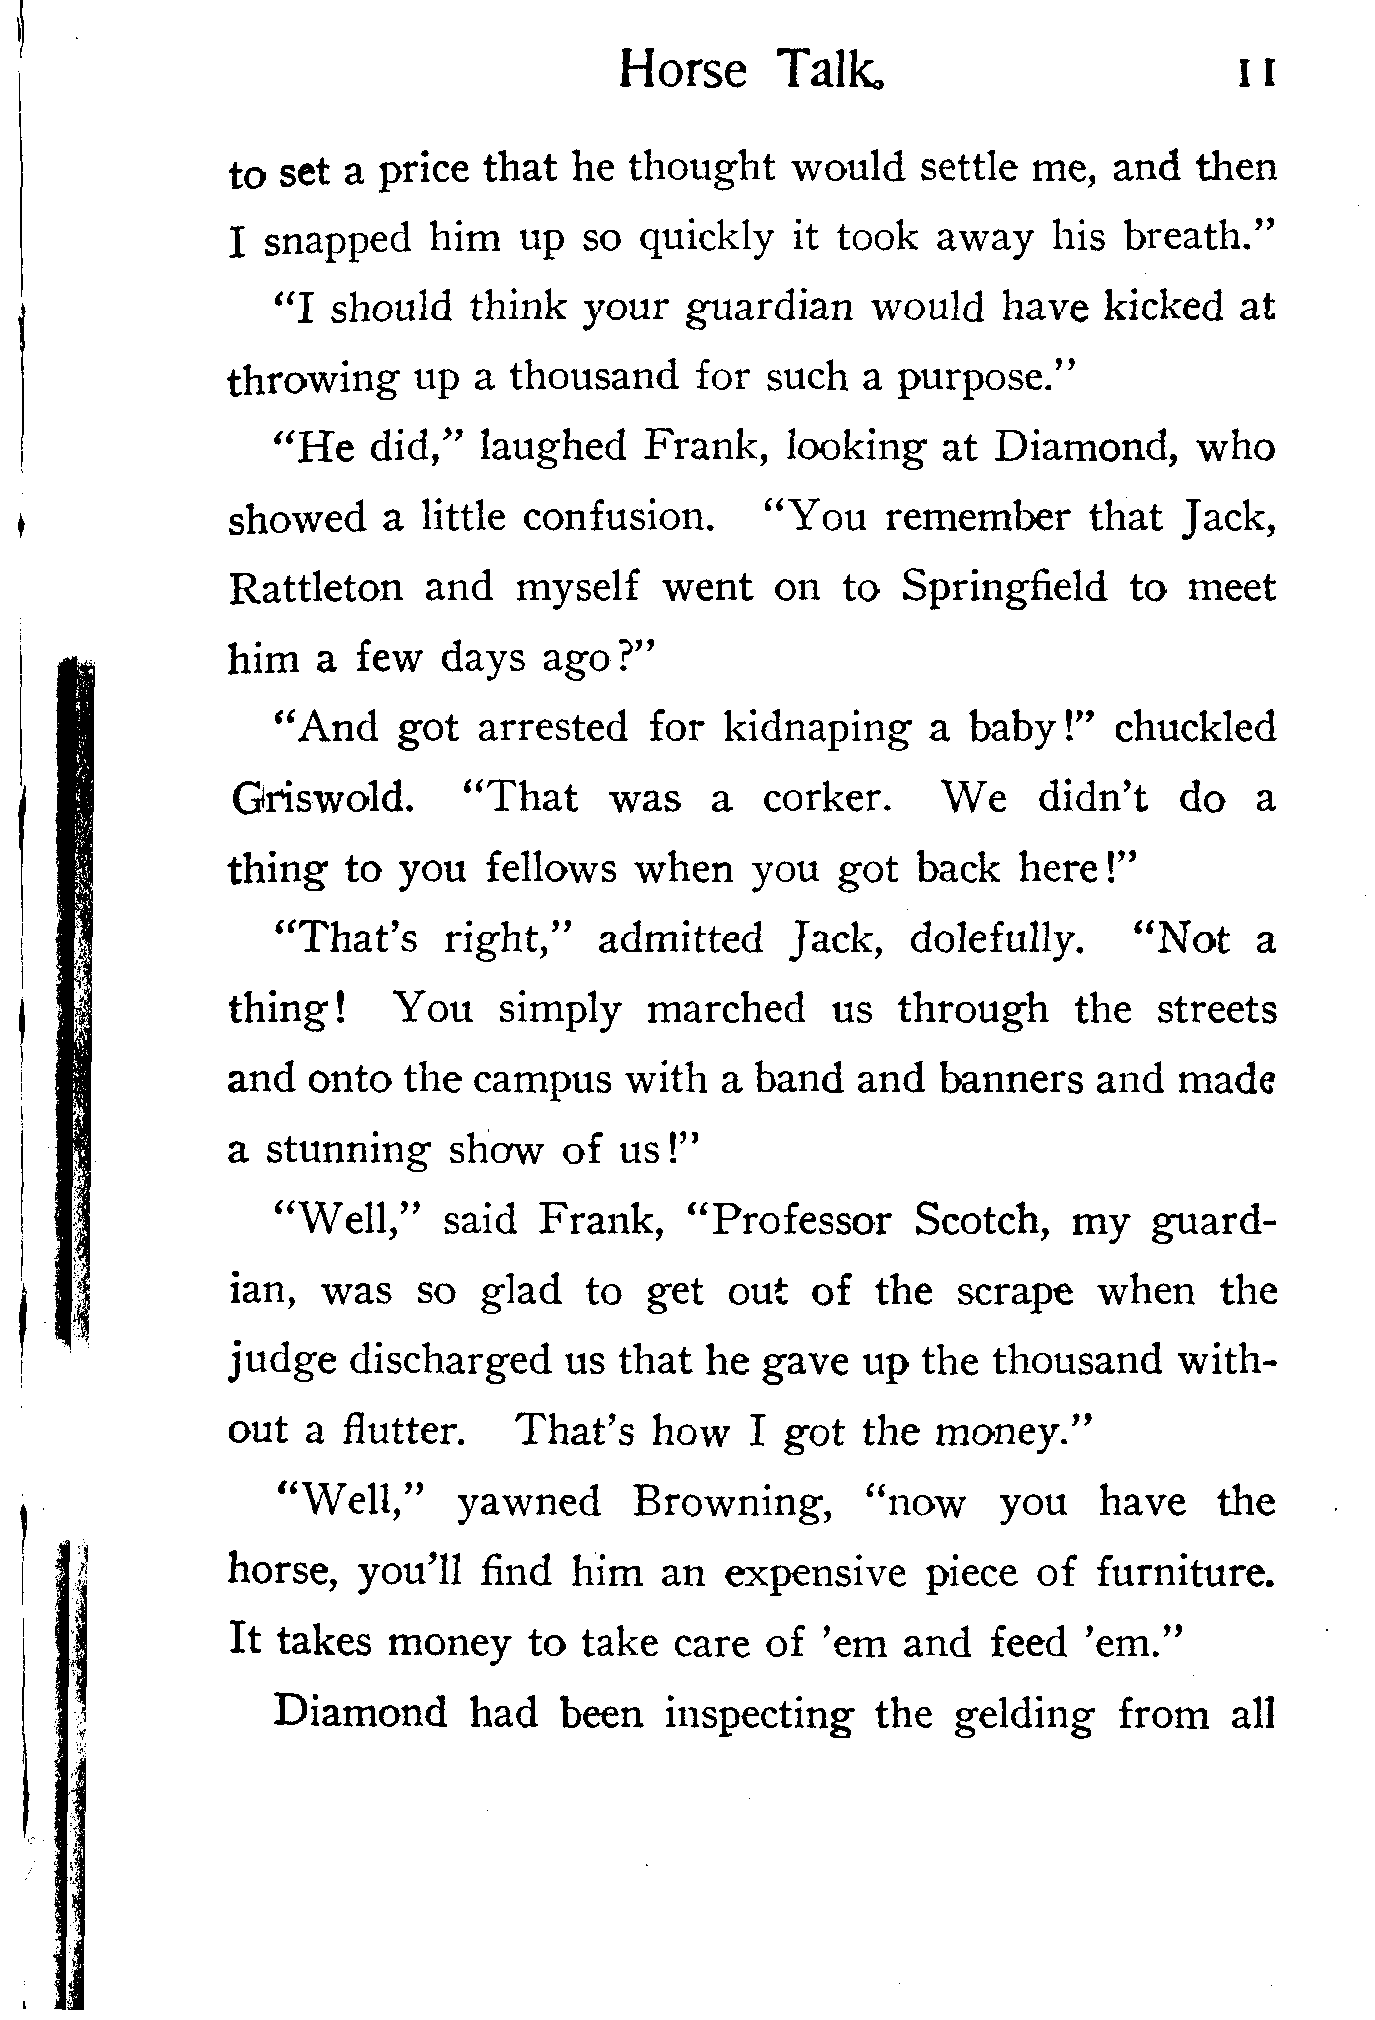 Horse Talk. 11
to set a price that he thought would settle me, and then
I snapped him up so quickly it took away his breath."
"I should think your guardian would have kicked at
throwing up a thousand for such a purpose."
"He did," laughed Frank, looking at Diamond, who
showed a little confusion. "You remember that Jack,
Rattleton and myself went on to Springfield to meet
him a few days ago?"
"And got arrested for kidnaping a baby!" chuckled
Griswold. "That was a corker. We didn't do a
thing to you fellows when you got back here!"
"That's right," admitted Jack, dolefully. "Not a
thing! You simply marched us through the streets
and onto the campus with a band and banners and made
a stunning show of us!"
"Well," said Frank, "Professor Scotch, my guard-
ian, was so glad to get out of the scrape when the
judge discharged us that he gave up the thousand with-
out a flutter. That's how I got the money."
"Well," yawned Browning, "now you have the
horse, you'll find him an expensive piece of furniture.
It takes money to take care of 'em and feed 'em."
Diamond had been inspecting the gelding from all